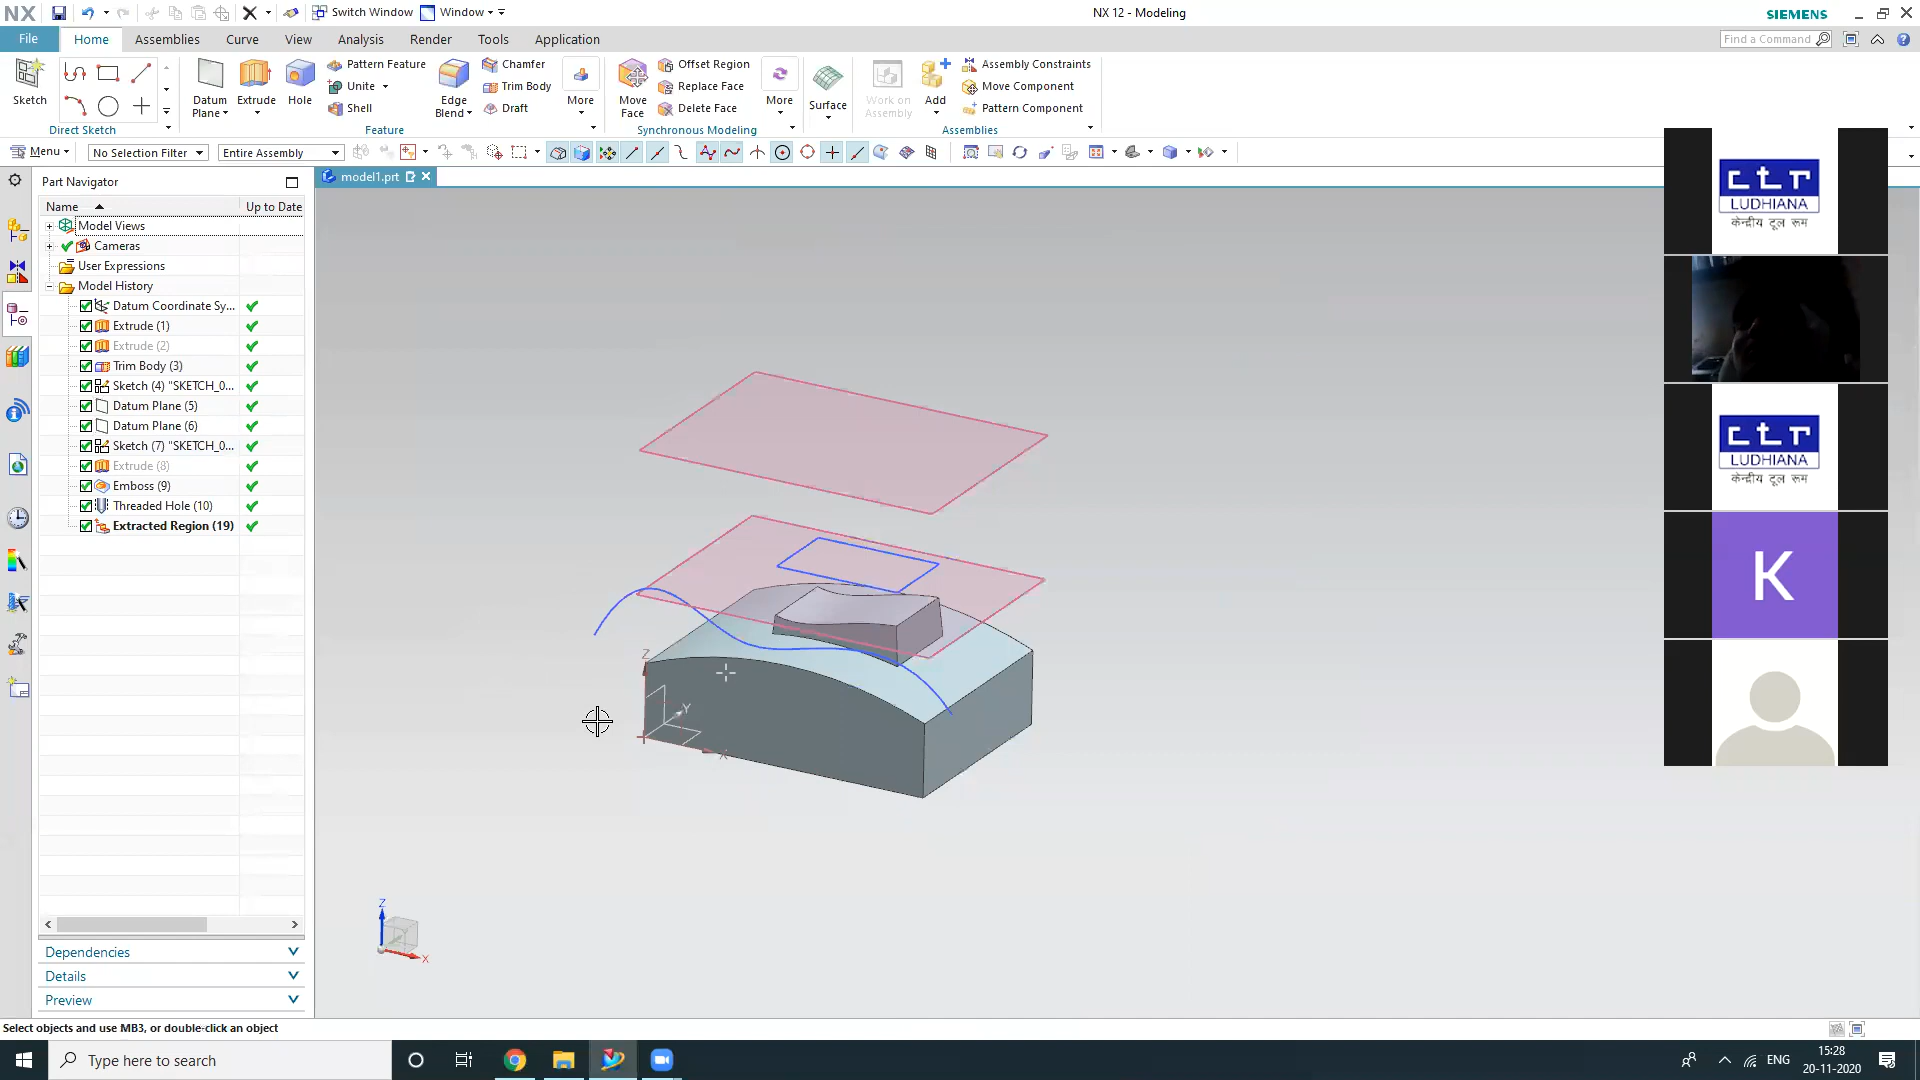 NX
Switch Window
Window
NX 12 - Modeling
SIEMENS
File
Home
Assemblies
Curve
View
Analysis
Render
Tools
Application
Find a Command
Sketch
Direct Sketch
Datum Plane
Extrude
Hole
Pattern Feature
Unite
Shell
Edge Blend
Chamfer
Trim Body
Draft
More
Feature
Move Face
Offset Region
Replace Face
Delete Face
More
Synchronous Modeling
Surface
Work on Assembly
Add
Assembly Constraints
Move Component
Pattern Component
Assemblies
Menu
No Selection Filter
Entire Assembly
Part Navigator
model1.prt
Name
Up to Date
Model Views
Cameras
User Expressions
Model History
Datum Coordinate Sy...
Extrude (1)
Extrude (2)
Trim Body (3)
Sketch (4) "SKETCH_0...
Datum Plane (5)
Datum Plane (6)
Sketch (7) "SKETCH_0...
Extrude (8)
Emboss (9)
Threaded Hole (10)
Extracted Region (19)
Z
Y
X
Z
Y
X
Dependencies
Details
Preview
Select objects and use MB3, or double-click an object
ctr
LUDHIANA
केन्द्रीय टूल रूम
ctr
LUDHIANA
केन्द्रीय टूल रूम
K
Type here to search
ENG
15:28
20-11-2020